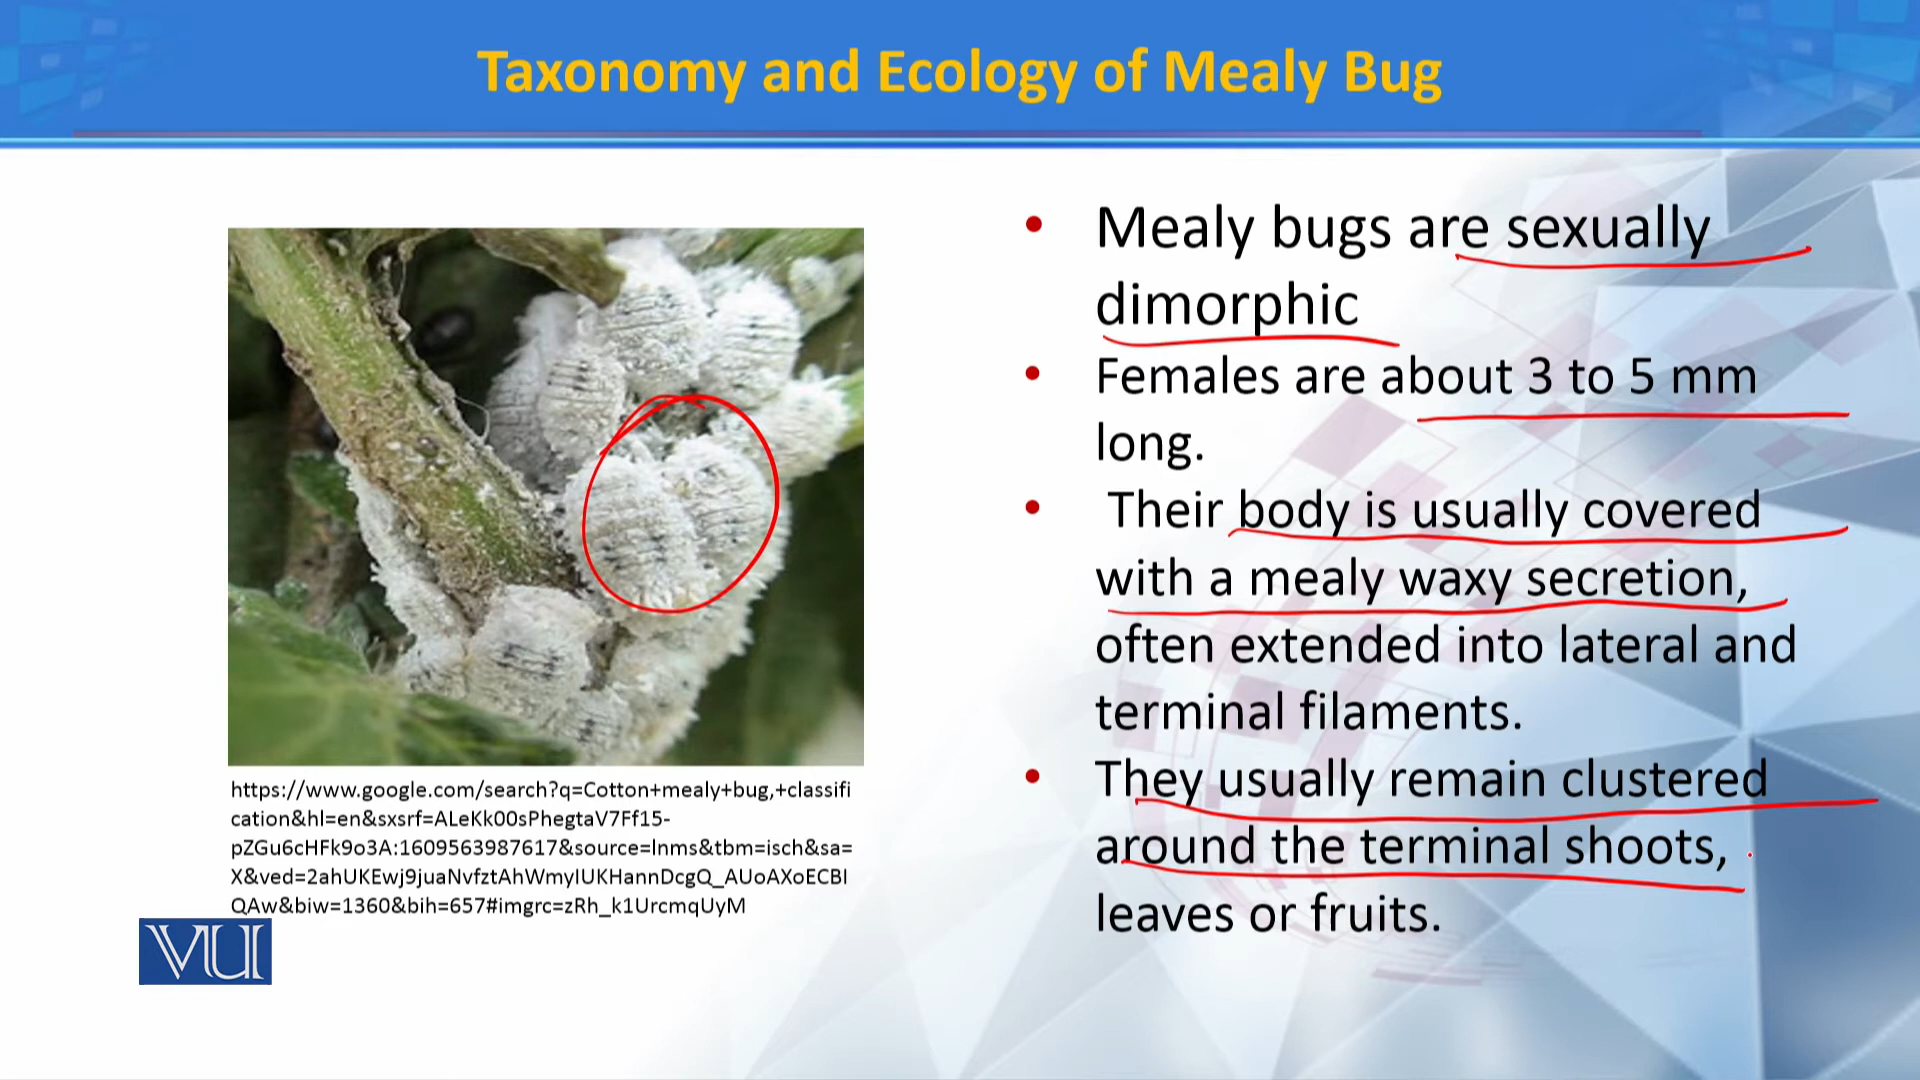 Taxonomy and Ecology of Mealy Bug
• Mealy bugs are sexually
dimorphic
• Females are about 3 to 5 mm
long.
• Their body is usually covered
with a mealy waxy secretion,
often extended into lateral and
terminal filaments.
• They usually remain clustered
around the terminal shoots,
leaves or fruits.
https://www.google.com/search?q=Cotton+mealy+bug,+classifi
cation&hl=en&sxsrf=ALeKk00sPhegtaV7Ff15-
pZGu6cHFk9o3A:1609563987617&source=lnms&tbm=isch&sa=
X&ved=2ahUKEwj9juaNvfztAhWmyIUKHannDcgQ_AUoAXoECBI
QAw&biw=1360&bih=657#imgrc=zRh_k1UrcmqUyM
VU